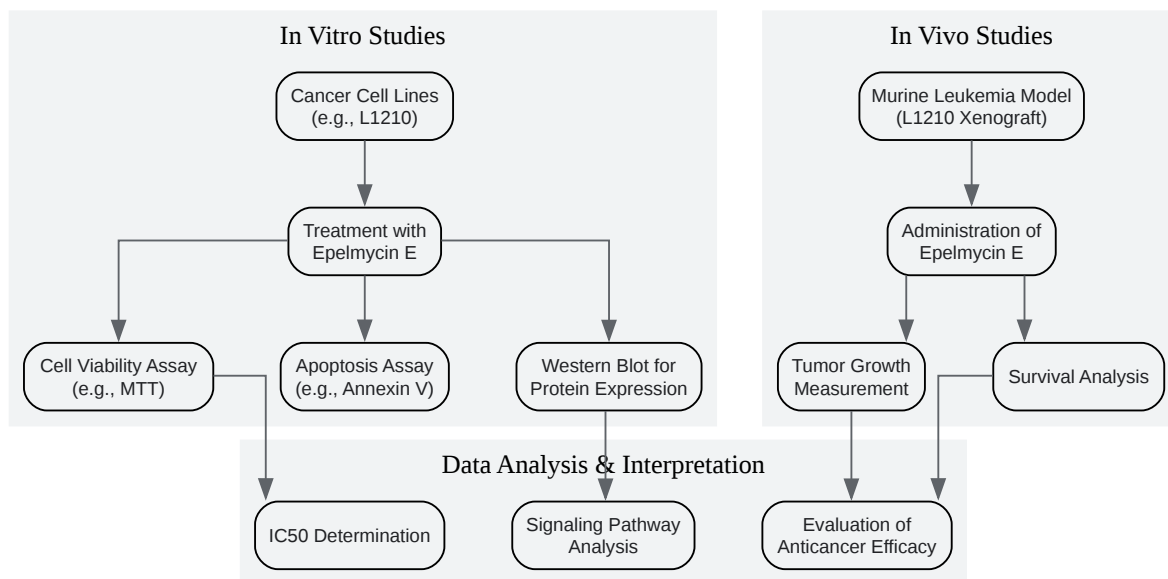 In Vitro Studies
Cancer Cell Lines
(e.g., L1210)
Treatment with
Epelmycin E
Cell Viability Assay
(e.g., MTT)
Apoptosis Assay
(e.g., Annexin V)
Western Blot for
Protein Expression
In Vivo Studies
Murine Leukemia Model
(L1210 Xenograft)
Administration of
Epelmycin E
Tumor Growth
Measurement
Survival Analysis
Data Analysis & Interpretation
IC50 Determination
Signaling Pathway
Analysis
Evaluation of
Anticancer Efficacy